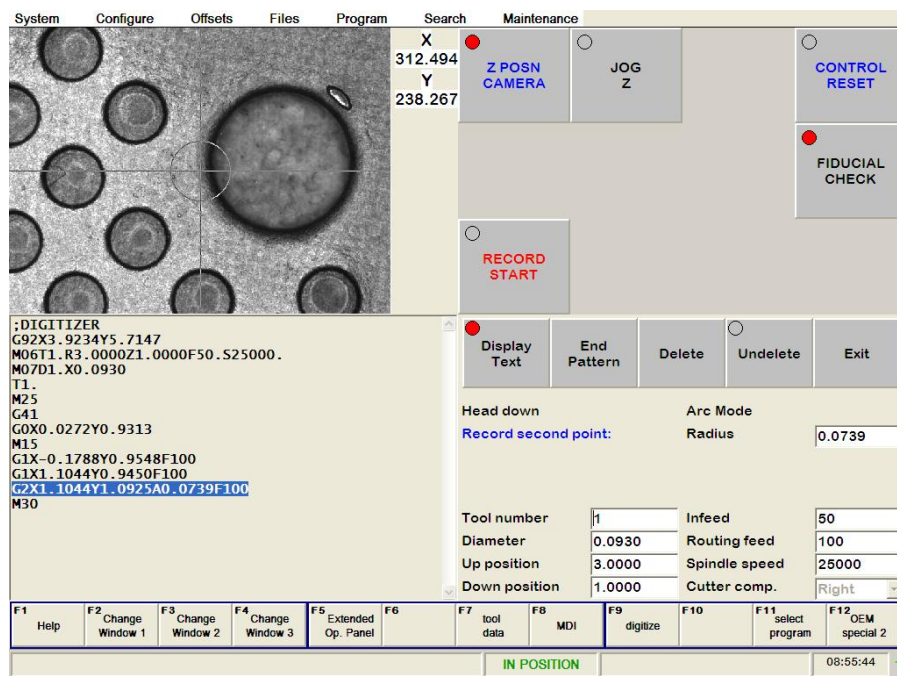 System Configure Offsets Files Program Search Maintenance
X
312.494
Y
238.267
Z POSN
CAMERA
JOG
Z
CONTROL
RESET
FIDUCIAL
CHECK
RECORD
START
;DIGITIZER
G92X3.9234Y5.7147
M06T1.R3.0000Z1.0000F50.S25000.
M07D1.X0.0930
T1.
M25
G41
G0X0.0272Y0.9313
M15
G1X-0.1788Y0.9548F100
G1X1.1044Y0.9450F100
G2X1.1044Y1.0925A0.0739F100
M30
Display
Text
End
Pattern
Delete
Undelete
Exit
Head down Arc Mode
Record second point: Radius 0.0739
Tool number 1 Infeed 50
Diameter 0.0930 Routing feed 100
Up position 3.0000 Spindle speed 25000
Down position 1.0000 Cutter comp. Right
F1 Help
F2 Change
Window 1
F3 Change
Window 2
F4 Change
Window 3
F5 Extended
Op. Panel
F6
F7 tool
data
F8 MDI
F9 digitize
F10
F11 select
program
F12 OEM
special 2
IN POSITION 08:55:44